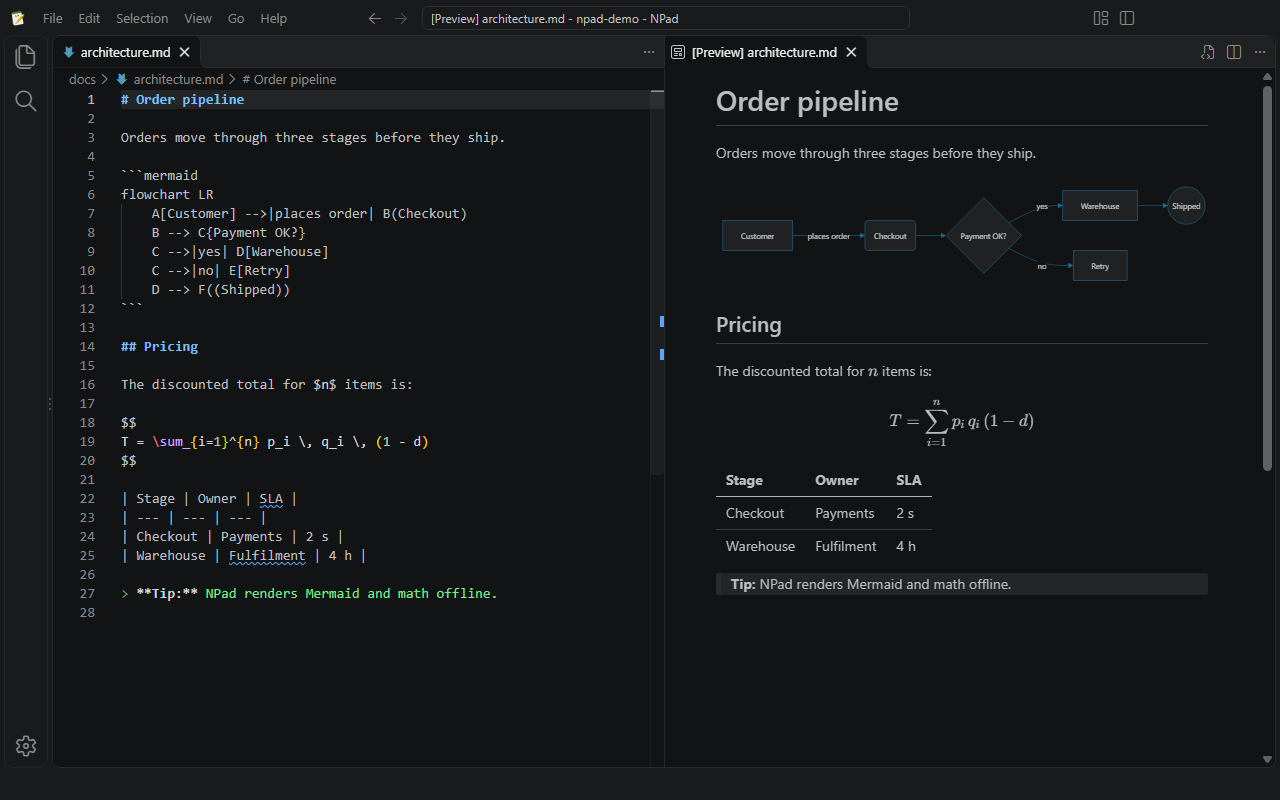 File Edit Selection View Go Help
[Preview] architecture.md - npad-demo - NPad
architecture.md
docs > architecture.md > # Order pipeline
1 # Order pipeline
2
3 Orders move through three stages before they ship.
4
5 ```mermaid
6 flowchart LR
7 A[Customer] -->|places order| B(Checkout)
8 B --> C{Payment OK?}
9 C -->|yes| D[Warehouse]
10 C -->|no| E[Retry]
11 D --> F((Shipped))
12 ```
13
14 ## Pricing
15
16 The discounted total for $n$ items is:
17
18 $$
19 T = \sum_{i=1}^{n} p_i \, q_i \, (1 - d)
20 $$
21
22 | Stage | Owner | SLA |
23 | --- | --- | --- |
24 | Checkout | Payments | 2 s |
25 | Warehouse | Fulfilment | 4 h |
26
27 > **Tip:** NPad renders Mermaid and math offline.
28
[Preview] architecture.md
Order pipeline
Orders move through three stages before they ship.
Customer places order Checkout Payment OK? yes Warehouse Shipped
no Retry
Pricing
The discounted total for n items is:
T = ∑_{i=1}^{n} p_i q_i (1 − d)
Stage Owner SLA
Checkout Payments 2 s
Warehouse Fulfilment 4 h
Tip: NPad renders Mermaid and math offline.